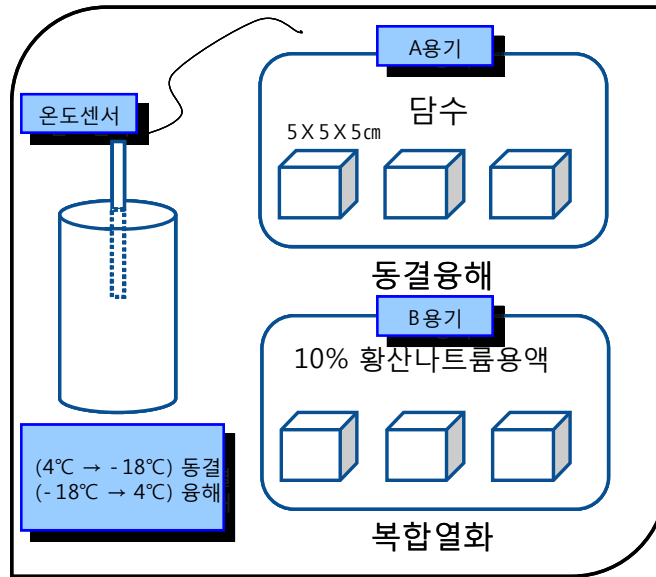 A용기
담수
온도센서
5X5X5㎝
동결융해
B용기
10% 황산나트륨용액
(4℃ → -18℃) 동결
(-18℃ → 4℃) 융해
복합열화